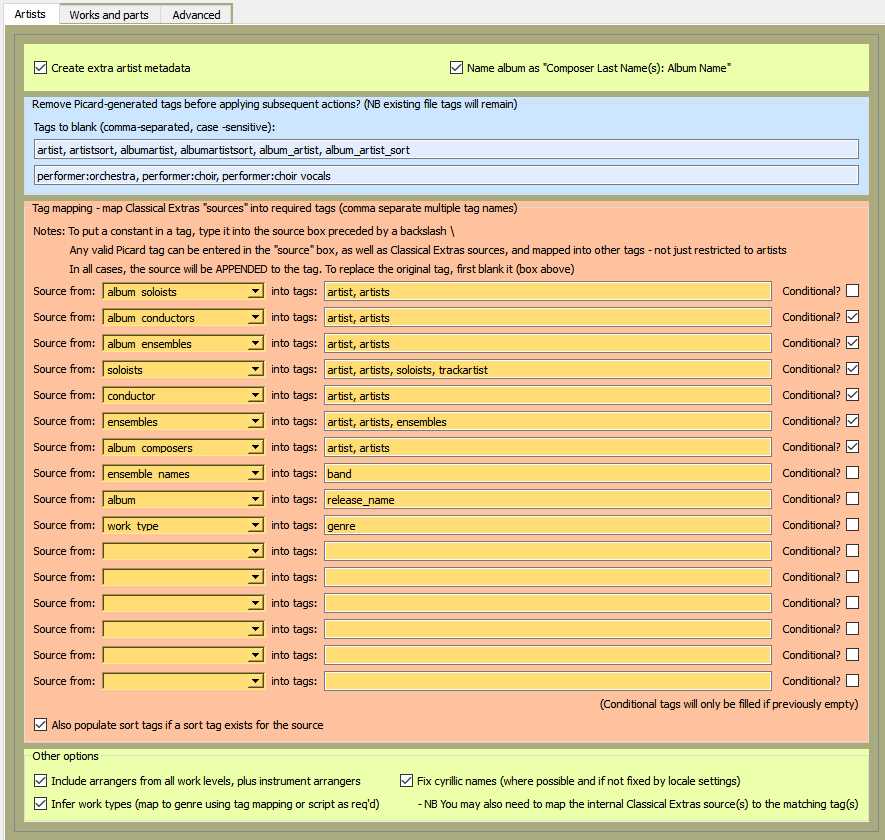 Artists Works and parts Advanced
Create extra artist metadata Name album as "Composer Last Name(s): Album Name"
Remove Picard-generated tags before applying subsequent actions? (NB existing file tags will remain)
Tags to blank (comma-separated, case -sensitive):
artist, artistsort, albumartist, albumartistsort, album_artist, album_artist_sort
performer:orchestra, performer:choir, performer:choir vocals
Tag mapping - map Classical Extras "sources" into required tags (comma separate multiple tag names)
Notes: To put a constant in a tag, type it into the source box preceded by a backslash \
Any valid Picard tag can be entered in the "source" box, as well as Classical Extras sources, and mapped into other tags - not just restricted to artists
In all cases, the source will be APPENDED to the tag. To replace the original tag, first blank it (box above)
Source from: album_soloists into tags: artist, artists Conditional?
Source from: album_conductors into tags: artist, artists Conditional?
Source from: album_ensembles into tags: artist, artists Conditional?
Source from: soloists into tags: artist, artists, soloists, trackartist Conditional?
Source from: conductor into tags: artist, artists Conditional?
Source from: ensembles into tags: artist, artists, ensembles Conditional?
Source from: album_composers into tags: artist, artists Conditional?
Source from: ensemble_names into tags: band Conditional?
Source from: album into tags: release_name Conditional?
Source from: work_type into tags: genre Conditional?
Source from: into tags: Conditional?
Source from: into tags: Conditional?
Source from: into tags: Conditional?
Source from: into tags: Conditional?
Source from: into tags: Conditional?
Source from: into tags: Conditional?
(Conditional tags will only be filled if previously empty)
Also populate sort tags if a sort tag exists for the source
Other options
Include arrangers from all work levels, plus instrument arrangers Fix cyrillic names (where possible and if not fixed by locale settings)
Infer work types (map to genre using tag mapping or script as req'd) - NB You may also need to map the internal Classical Extras source(s) to the matching tag(s)